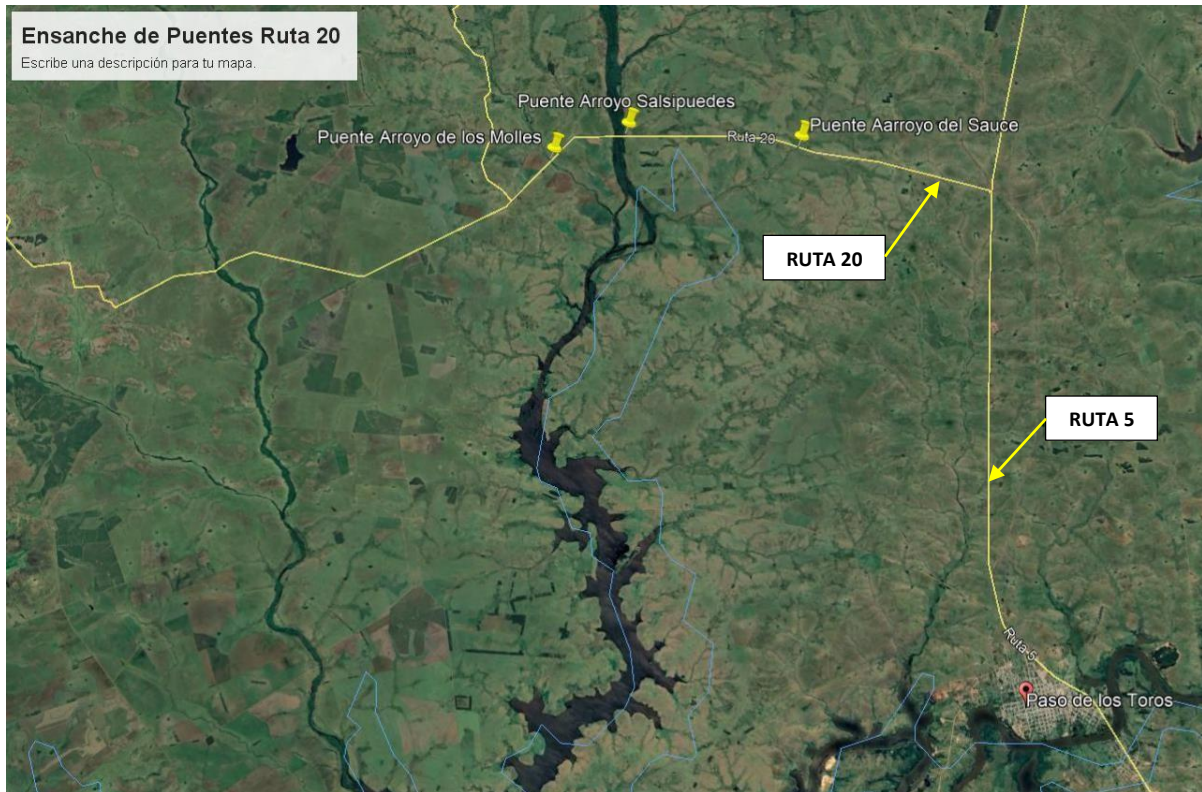 Ensanche de Puentes Ruta 20
Escribe una descripción para tu mapa.
Puente Arroyo Salsipuedes
Puente Arroyo de los Molles
Puente Aarroyo del Sauce
Ruta 20
RUTA 20
RUTA 5
Ruta 5
Paso de los Toros